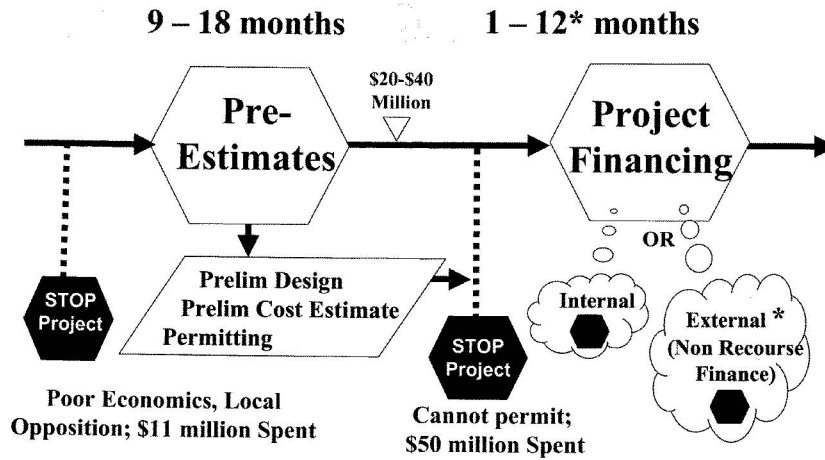 9 – 18 months
1 – 12* months
$20-$40
Million
Pre-
Estimates
Project
Financing
OR
STOP
Project
Prelim Design
Prelim Cost Estimate
Permitting
STOP
Project
Internal
External *
(Non Recourse
Finance)
Poor Economics, Local
Opposition; $11 million Spent
Cannot permit;
$50 million Spent